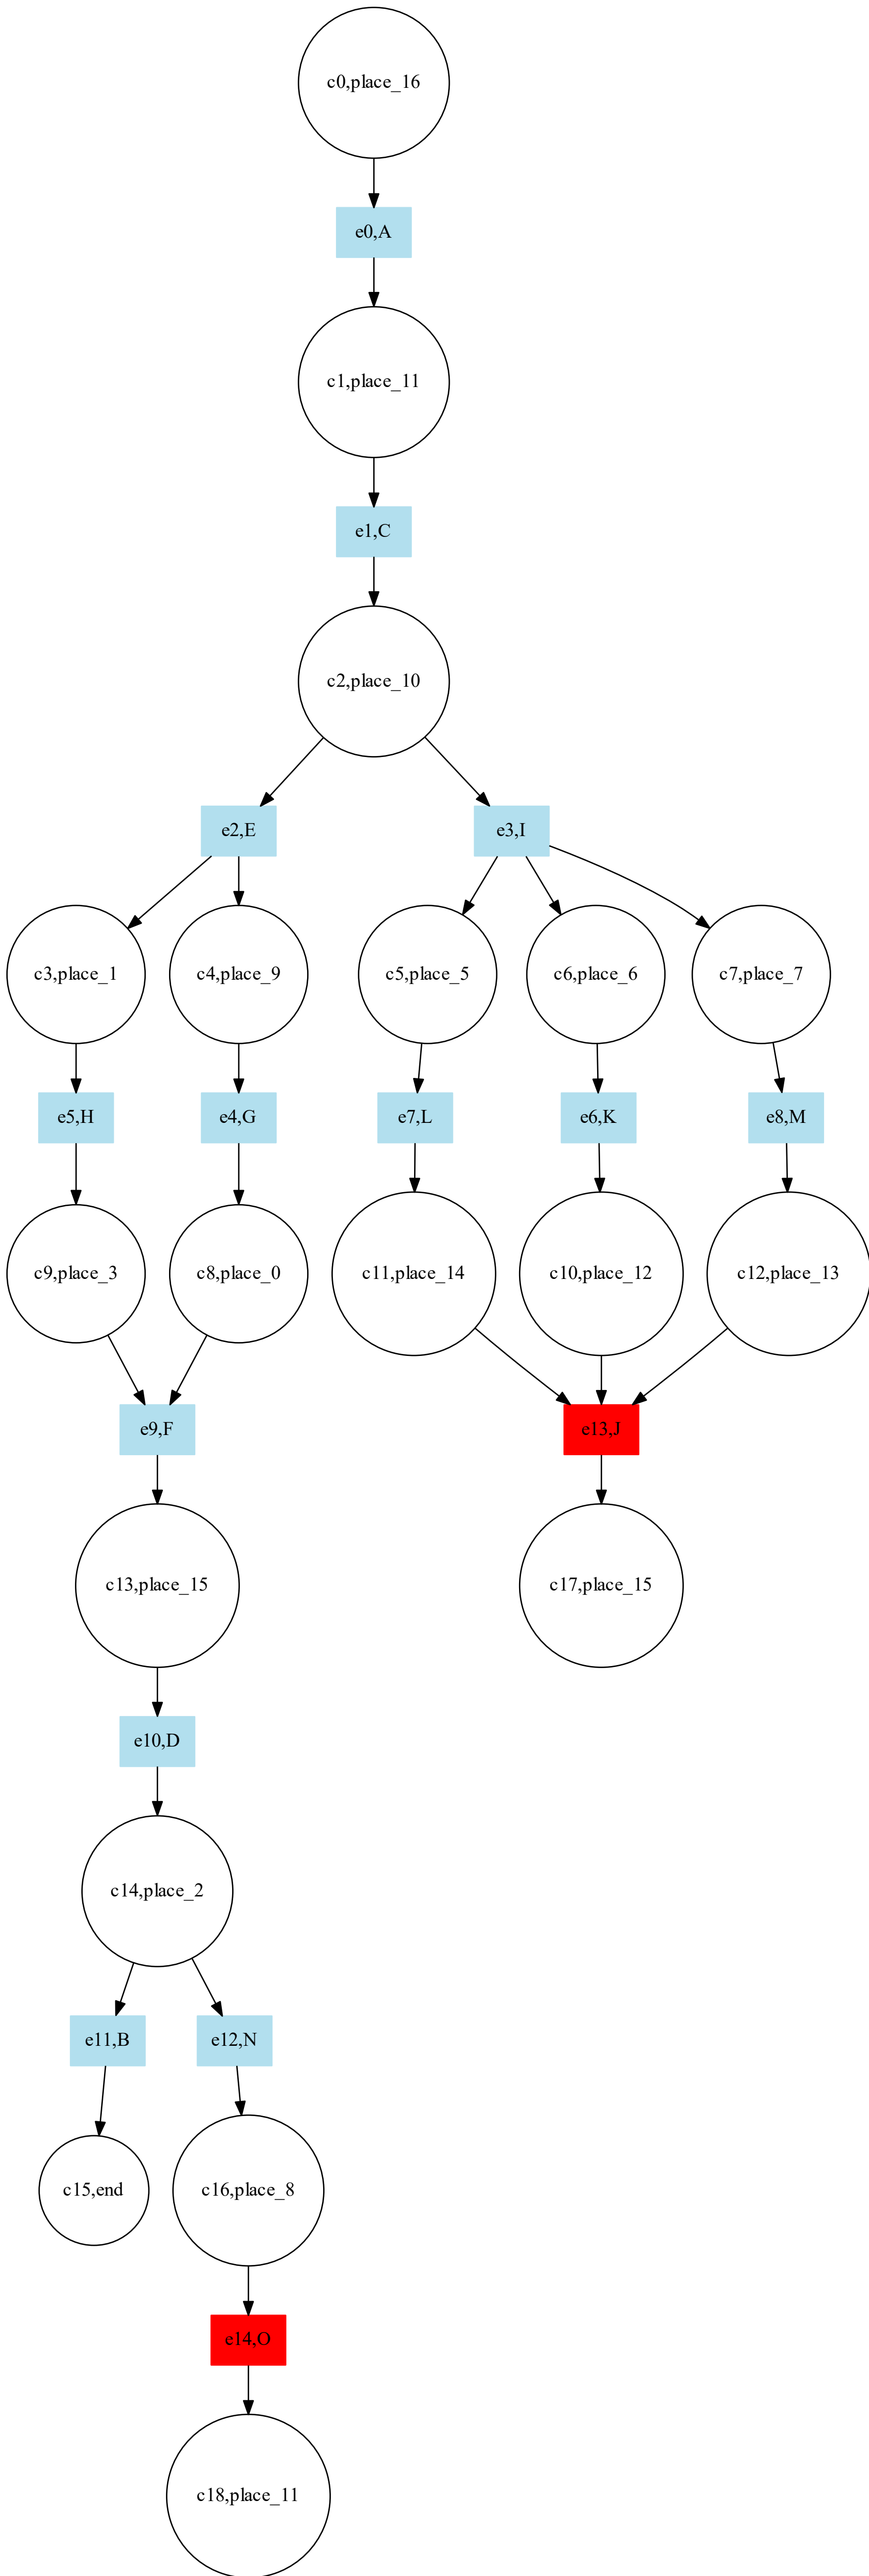 c0,place_16
e0,A
c1,place_11
e1,C
c2,place_10
e2,E
e3,I
c3,place_1
c4,place_9
c5,place_5
c6,place_6
c7,place_7
e5,H
e4,G
e7,L
e6,K
e8,M
c9,place_3
c8,place_0
c11,place_14
c10,place_12
c12,place_13
e9,F
e13,J
c13,place_15
c17,place_15
e10,D
c14,place_2
e11,B
e12,N
c15,end
c16,place_8
e14,O
c18,place_11